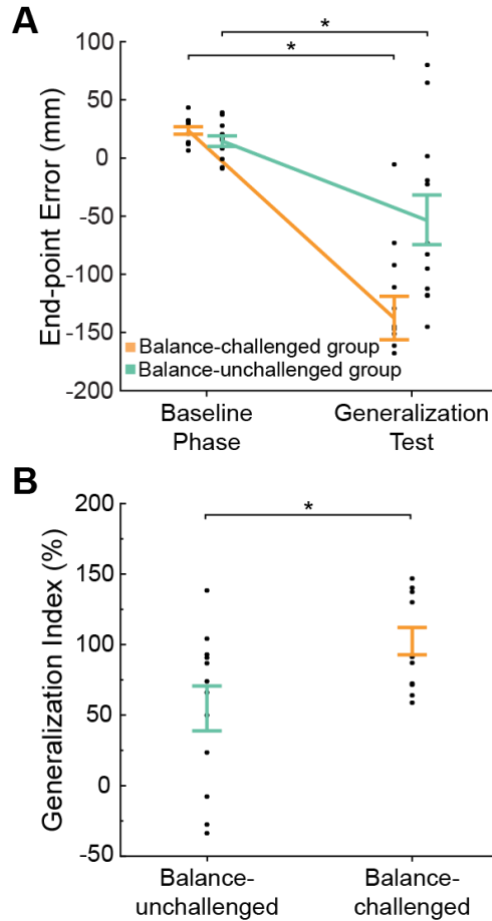 A
*
*
100
50
0
-50
-100
-150
-200
End-point Error (mm)
Balance-challenged group
Balance-unchallenged group
Baseline
Phase
Generalization
Test
B
*
200
150
100
50
0
-50
Generalization Index (%)
Balance-
unchallenged
Balance-
challenged